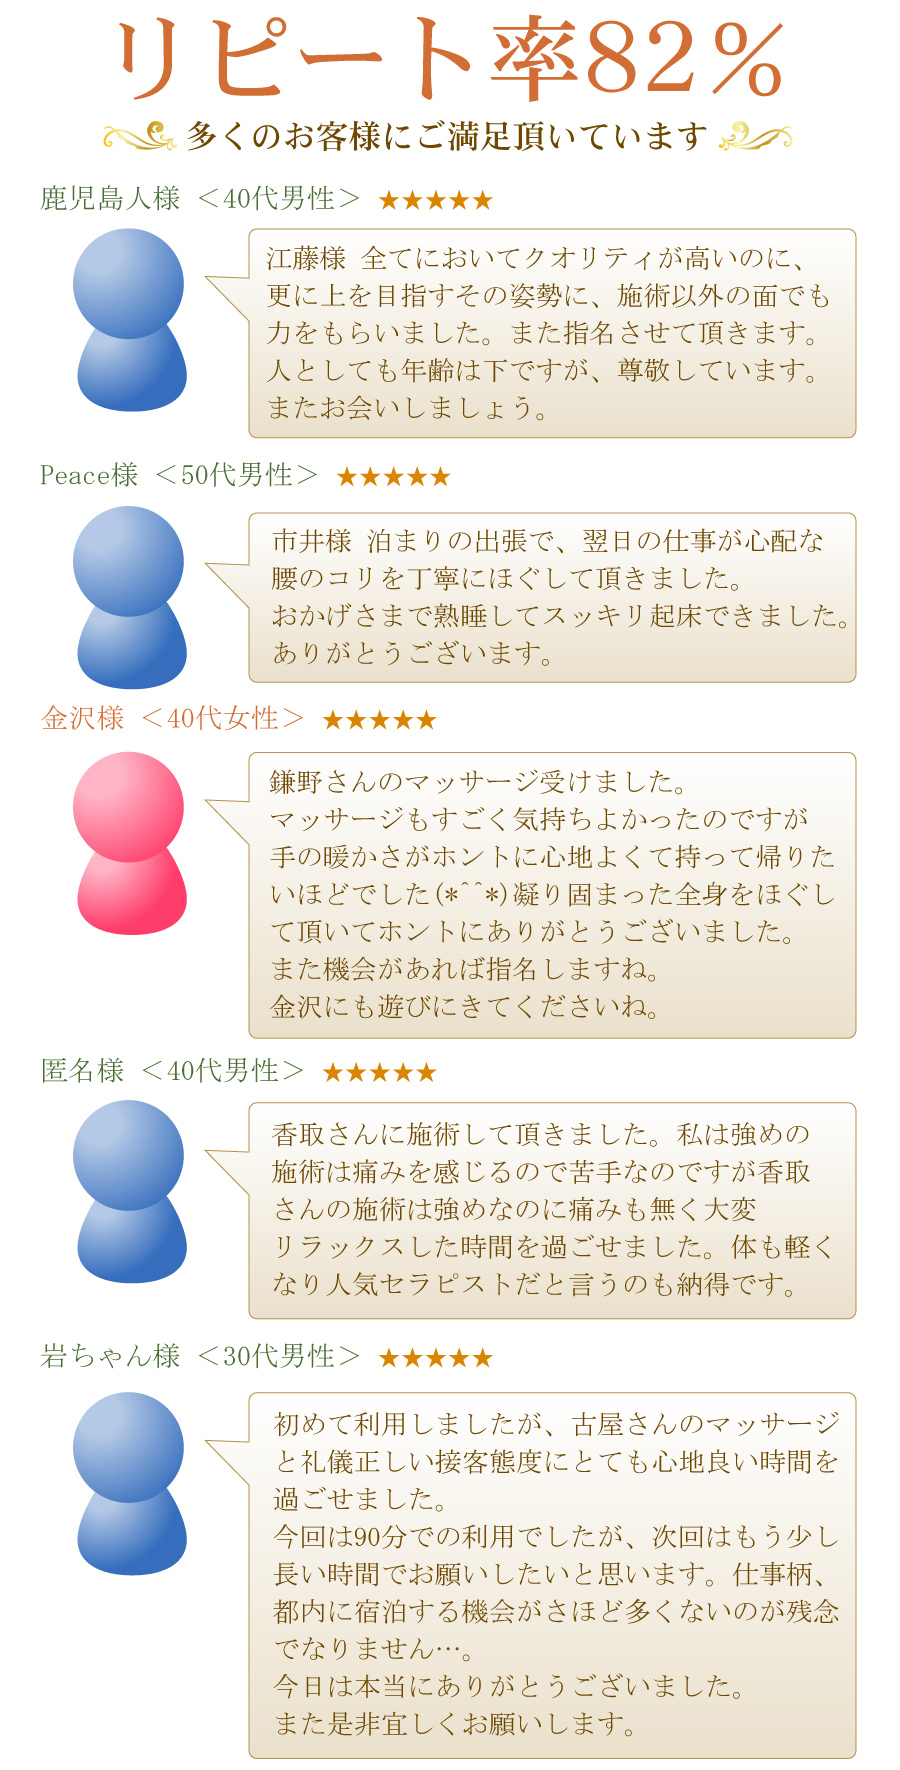 リピート率82％
多くのお客様にご満足頂いています
鹿児島人様 ＜40代男性＞ ★★★★★
江藤様 全てにおいてクオリティが高いのに、
更に上を目指すその姿勢に、施術以外の面でも
力をもらいました。また指名させて頂きます。
人としても年齢は下ですが、尊敬しています。
またお会いしましょう。
Peace様 ＜50代男性＞ ★★★★★
市井様 泊まりの出張で、翌日の仕事が心配な
腰のコリを丁寧にほぐして頂きました。
おかげさまで熟睡してスッキリ起床できました。
ありがとうございます。
金沢様 ＜40代女性＞ ★★★★★
鎌野さんのマッサージ受けました。
マッサージもすごく気持ちよかったのですが
手の暖かさがホントに心地よくて持って帰りた
いほどでした(*^^*)凝り固まった全身をほぐし
て頂いてホントにありがとうございました。
また機会があれば指名しますね。
金沢にも遊びにきてくださいね。
匿名様 ＜40代男性＞ ★★★★★
香取さんに施術して頂きました。私は強めの
施術は痛みを感じるので苦手なのですが香取
さんの施術は強めなのに痛みも無く大変
リラックスした時間を過ごせました。体も軽く
なり人気セラピストだと言うのも納得です。
岩ちゃん様 ＜30代男性＞ ★★★★★
初めて利用しましたが、古屋さんのマッサージ
と礼儀正しい接客態度にとても心地良い時間を
過ごせました。
今回は90分での利用でしたが、次回はもう少し
長い時間でお願いしたいと思います。仕事柄、
都内に宿泊する機会がさほど多くないのが残念
でなりません…。
今日は本当にありがとうございました。
また是非宜しくお願いします。